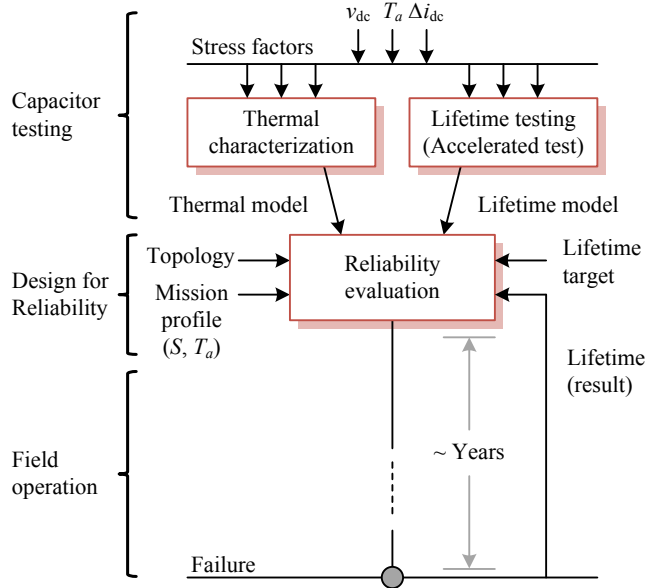 v_dc T_a Δi_dc
Stress factors
Capacitor
testing
Thermal
characterization
Lifetime testing
(Accelerated test)
Thermal model
Lifetime model
Design for
Reliability
Topology
Mission
profile
(S, T_a)
Reliability
evaluation
Lifetime
target
Lifetime
(result)
Field
operation
~ Years
Failure